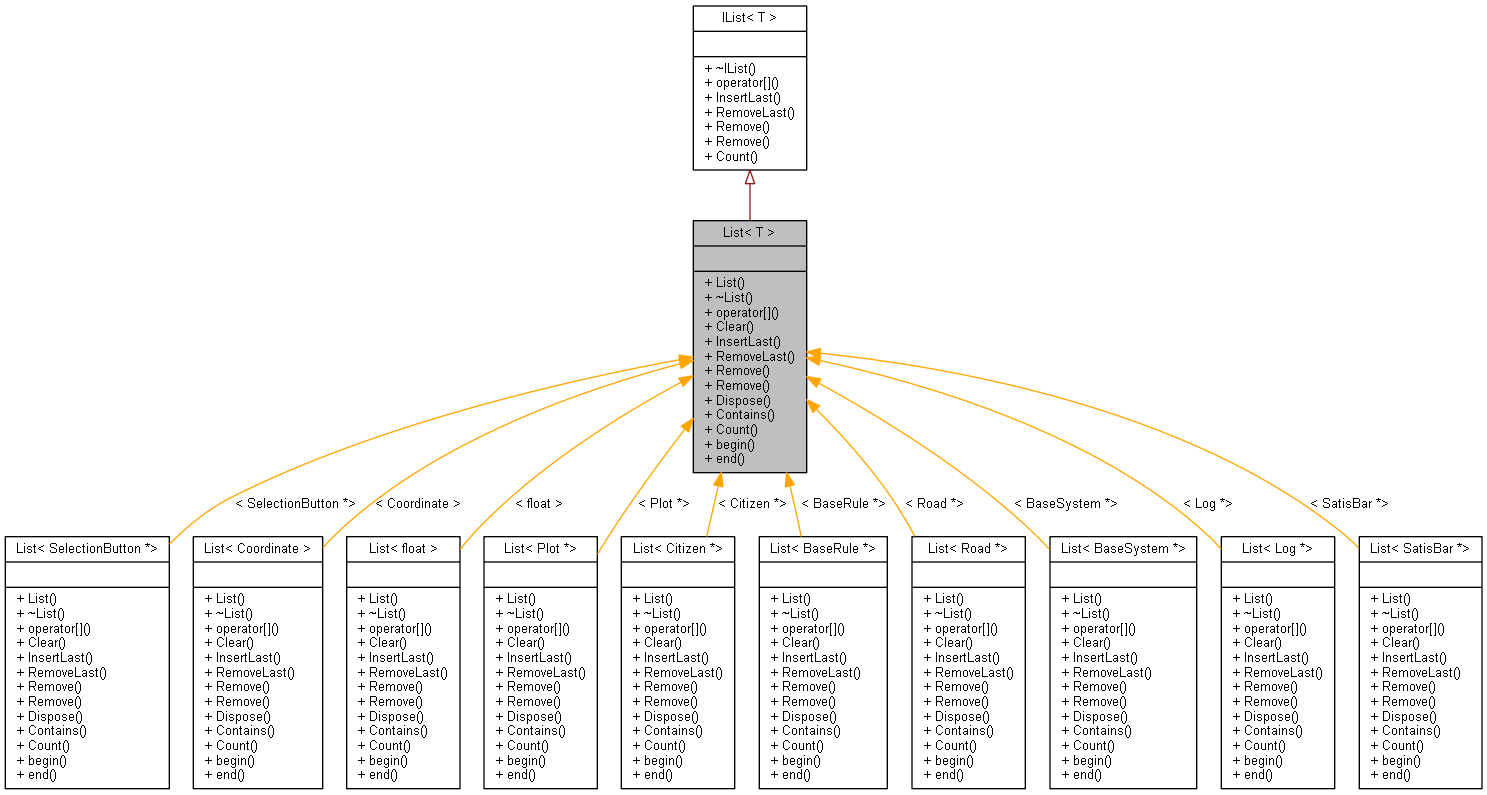 IList< T >
+ ~IList()
+ operator[]()
+ InsertLast()
+ RemoveLast()
+ Remove()
+ Remove()
+ Count()
List< T >
+ List()
+ ~List()
+ operator[]()
+ Clear()
+ InsertLast()
+ RemoveLast()
+ Remove()
+ Remove()
+ Dispose()
+ Contains()
+ Count()
+ begin()
+ end()
< SelectionButton *>
< Coordinate >
< float >
< Plot *>
< Citizen *>
< BaseRule *>
< Road *>
< BaseSystem *>
< Log *>
< SatisBar *>
List< SelectionButton *>
+ List()
+ ~List()
+ operator[]()
+ Clear()
+ InsertLast()
+ RemoveLast()
+ Remove()
+ Remove()
+ Dispose()
+ Contains()
+ Count()
+ begin()
+ end()
List< Coordinate >
+ List()
+ ~List()
+ operator[]()
+ Clear()
+ InsertLast()
+ RemoveLast()
+ Remove()
+ Remove()
+ Dispose()
+ Contains()
+ Count()
+ begin()
+ end()
List< float >
+ List()
+ ~List()
+ operator[]()
+ Clear()
+ InsertLast()
+ RemoveLast()
+ Remove()
+ Remove()
+ Dispose()
+ Contains()
+ Count()
+ begin()
+ end()
List< Plot *>
+ List()
+ ~List()
+ operator[]()
+ Clear()
+ InsertLast()
+ RemoveLast()
+ Remove()
+ Remove()
+ Dispose()
+ Contains()
+ Count()
+ begin()
+ end()
List< Citizen *>
+ List()
+ ~List()
+ operator[]()
+ Clear()
+ InsertLast()
+ RemoveLast()
+ Remove()
+ Remove()
+ Dispose()
+ Contains()
+ Count()
+ begin()
+ end()
List< BaseRule *>
+ List()
+ ~List()
+ operator[]()
+ Clear()
+ InsertLast()
+ RemoveLast()
+ Remove()
+ Remove()
+ Dispose()
+ Contains()
+ Count()
+ begin()
+ end()
List< Road *>
+ List()
+ ~List()
+ operator[]()
+ Clear()
+ InsertLast()
+ RemoveLast()
+ Remove()
+ Remove()
+ Dispose()
+ Contains()
+ Count()
+ begin()
+ end()
List< BaseSystem *>
+ List()
+ ~List()
+ operator[]()
+ Clear()
+ InsertLast()
+ RemoveLast()
+ Remove()
+ Remove()
+ Dispose()
+ Contains()
+ Count()
+ begin()
+ end()
List< Log *>
+ List()
+ ~List()
+ operator[]()
+ Clear()
+ InsertLast()
+ RemoveLast()
+ Remove()
+ Remove()
+ Dispose()
+ Contains()
+ Count()
+ begin()
+ end()
List< SatisBar *>
+ List()
+ ~List()
+ operator[]()
+ Clear()
+ InsertLast()
+ RemoveLast()
+ Remove()
+ Remove()
+ Dispose()
+ Contains()
+ Count()
+ begin()
+ end()